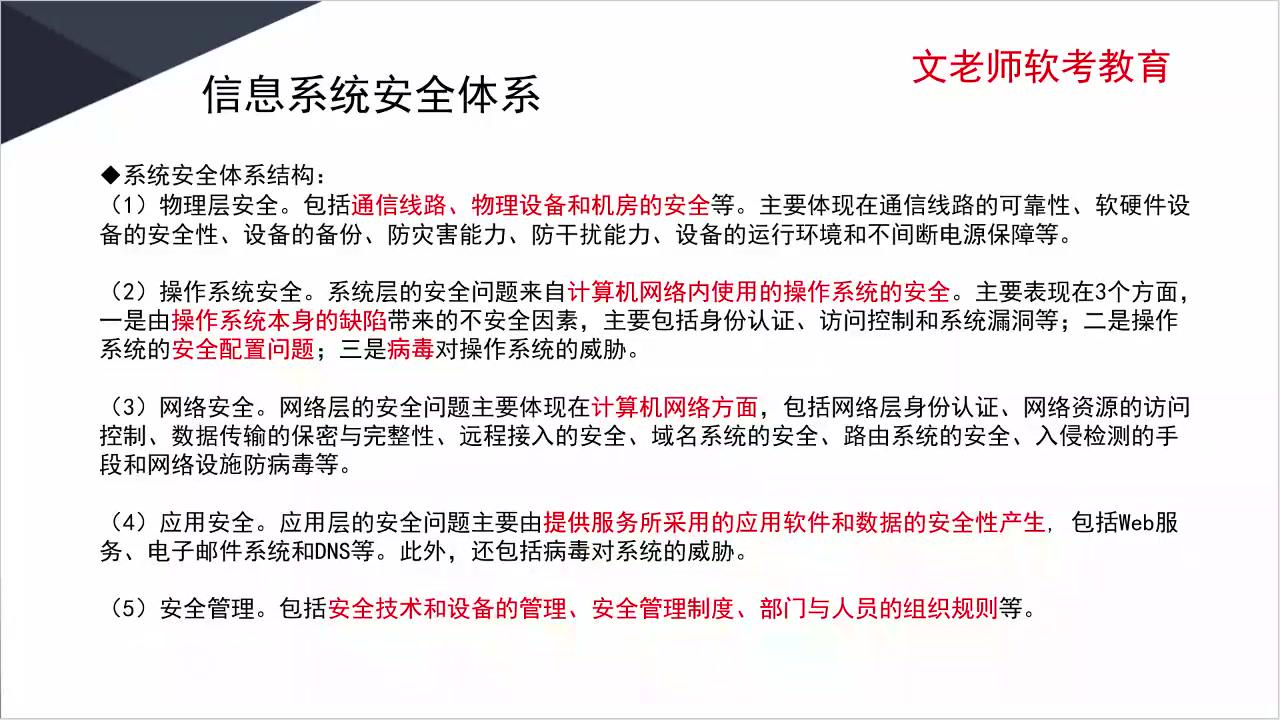 文老师软考教育
信息系统安全体系
◆系统安全体系结构：
（1）物理层安全。包括通信线路、物理设备和机房的安全等。主要体现在通信线路的可靠性、软硬件设
备的安全性、设备的备份、防灾害能力、防干扰能力、设备的运行环境和不间断电源保障等。
（2）操作系统安全。系统层的安全问题来自计算机网络内使用的操作系统的安全。主要表现在3个方面，
一是由操作系统本身的缺陷带来的不安全因素，主要包括身份认证、访问控制和系统漏洞等；二是操作
系统的安全配置问题；三是病毒对操作系统的威胁。
（3）网络安全。网络层的安全问题主要体现在计算机网络方面，包括网络层身份认证、网络资源的访问
控制、数据传输的保密与完整性、远程接入的安全、域名系统的安全、路由系统的安全、入侵检测的手
段和网络设施防病毒等。
（4）应用安全。应用层的安全问题主要由提供服务所采用的应用软件和数据的安全性产生，包括Web服
务、电子邮件系统和DNS等。此外，还包括病毒对系统的威胁。
（5）安全管理。包括安全技术和设备的管理、安全管理制度、部门与人员的组织规则等。